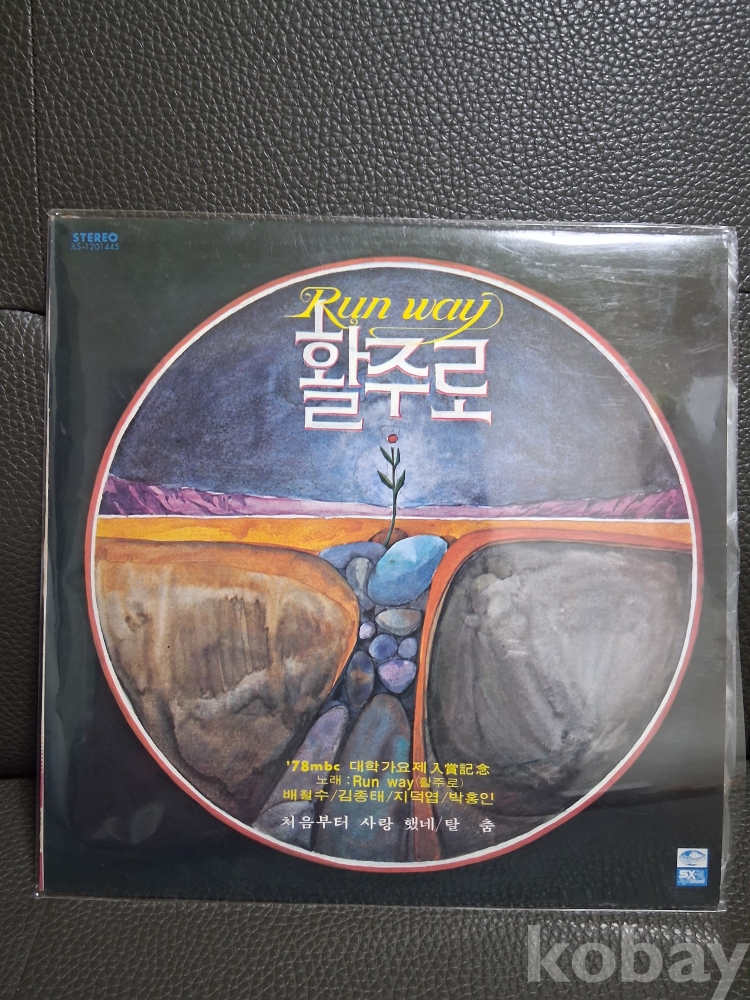 STEREO
JLS-1201445
Run way
활주로
'78mbc 대학가요제入賞記念
노래 : Run way(활주로)
배철수/김종태/지덕엽/박홍인
처음부터 사랑 했네/탈 춤
SX-
sound
kobay